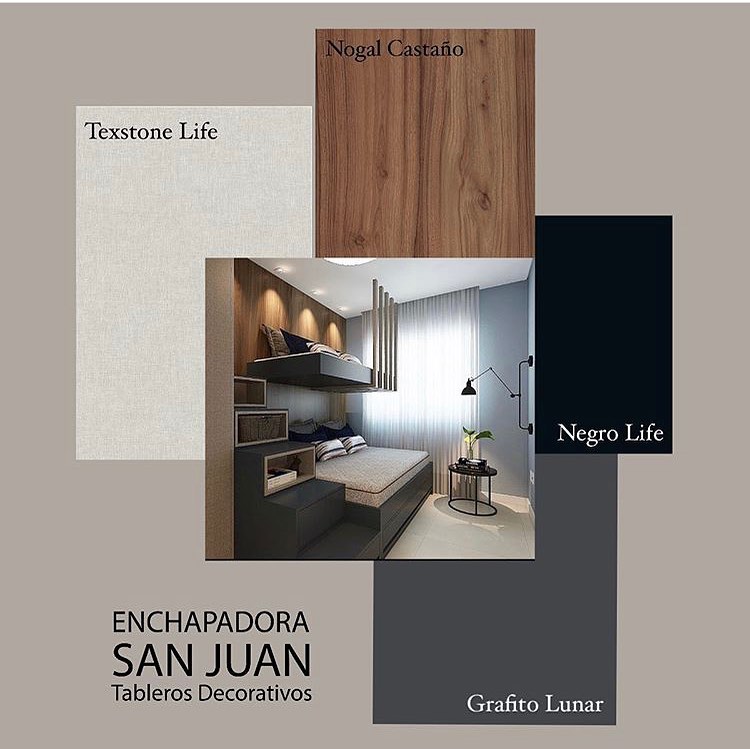 Nogal Castaño
Texstone Life
Negro Life
ENCHAPADORA
SAN JUAN
Tableros Decorativos
Grafito Lunar